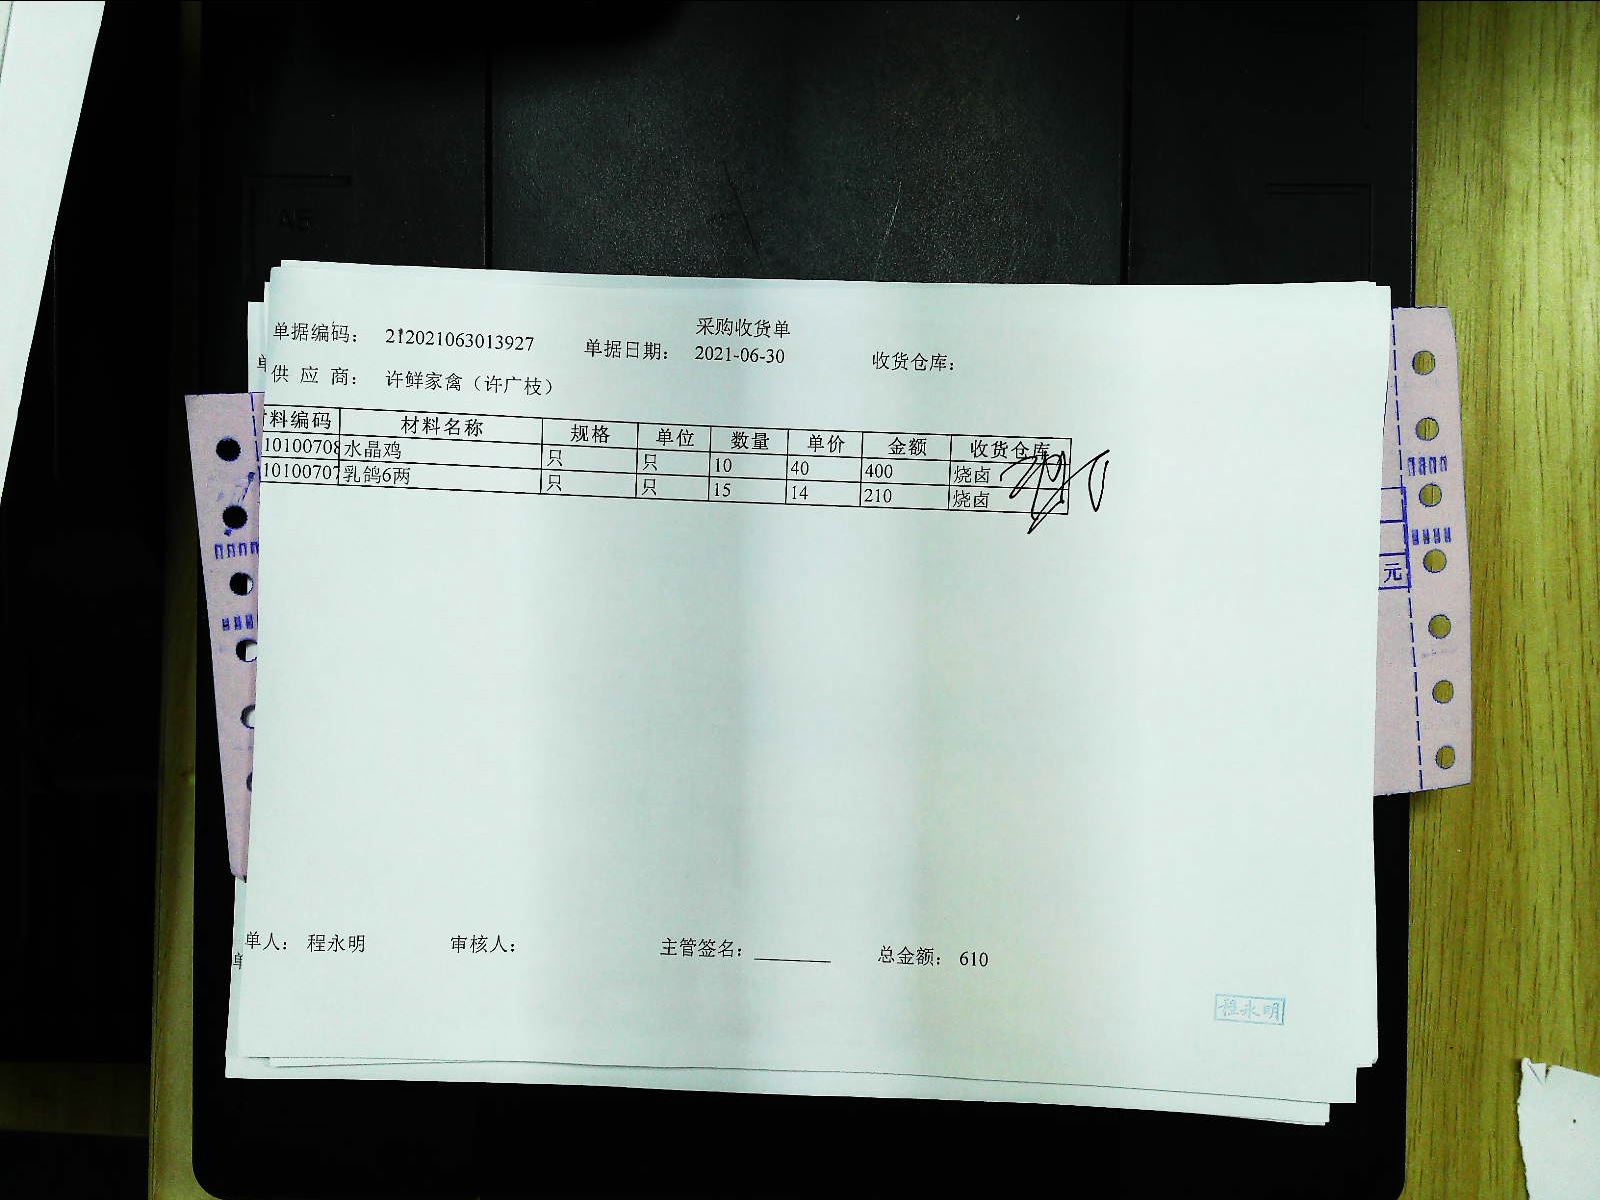 采购收货单
单据编码： 212021063013927 单据日期： 2021-06-30 收货仓库：
供 应 商： 许鲜家禽（许广枝）
料编码 材料名称 规格 单位 数量 单价 金额 收货仓库
10100708 水晶鸡 只 只 10 40 400 烧卤
10100707 乳鸽6两 只 只 15 14 210 烧卤
元
单人： 程永明 审核人： 主管签名： 总金额： 610
程永明
A5